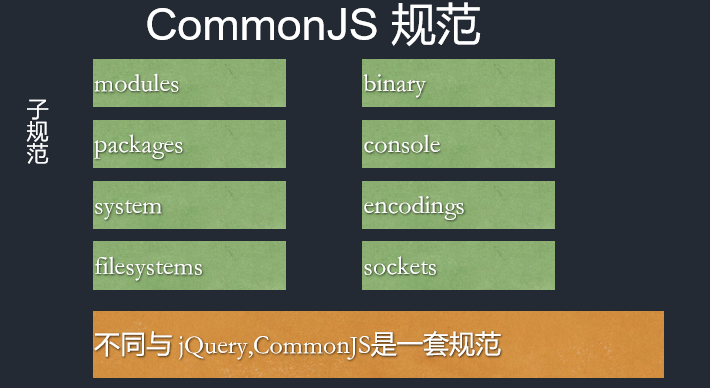 CommonJS 规范
子规范
modules
binary
packages
console
system
encodings
filesystems
sockets
不同与 jQuery,CommonJS是一套规范